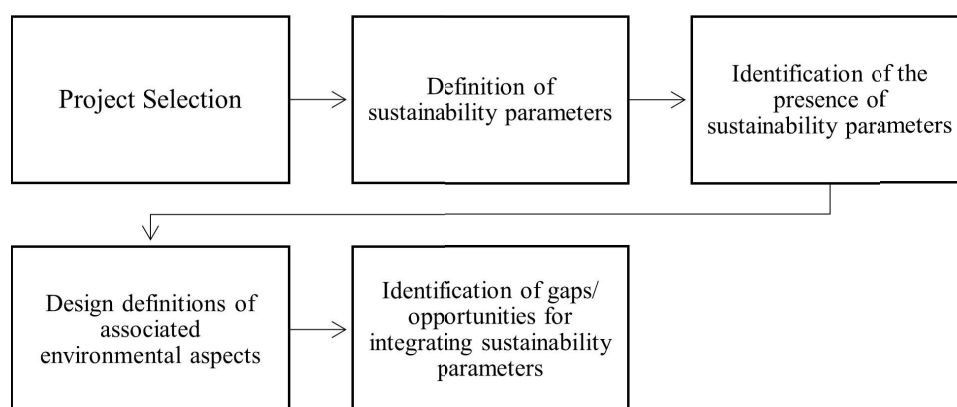 Project Selection
Definition of
sustainability parameters
Identification of the
presence of
sustainability parameters
Design definitions of
associated
environmental aspects
Identification of gaps/
opportunities for
integrating sustainability
parameters